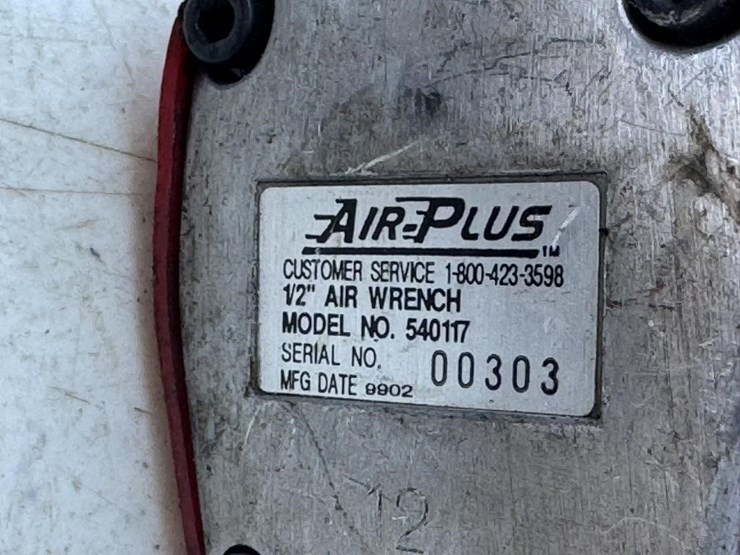 AIR-PLUS TM
CUSTOMER SERVICE 1-800-423-3598
1/2" AIR WRENCH
MODEL NO. 540117
SERIAL NO. 00303
MFG DATE 9902
12